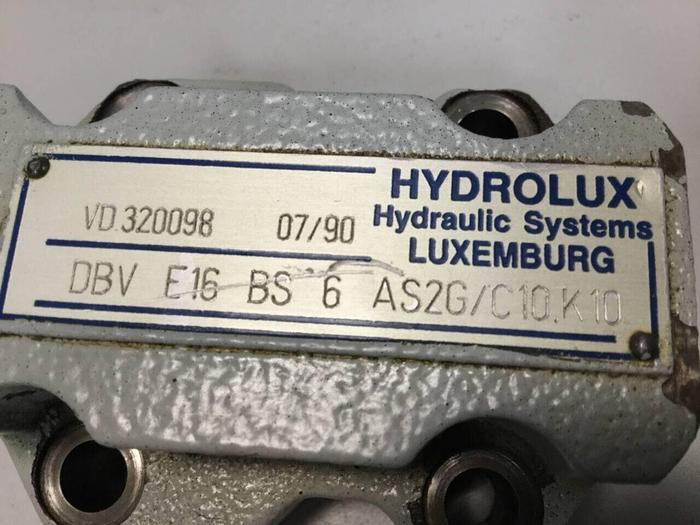 HYDROLUX
VD.320098 07/90 Hydraulic Systems
LUXEMBURG
DBV E16 BS 6 AS2G/C10.K10